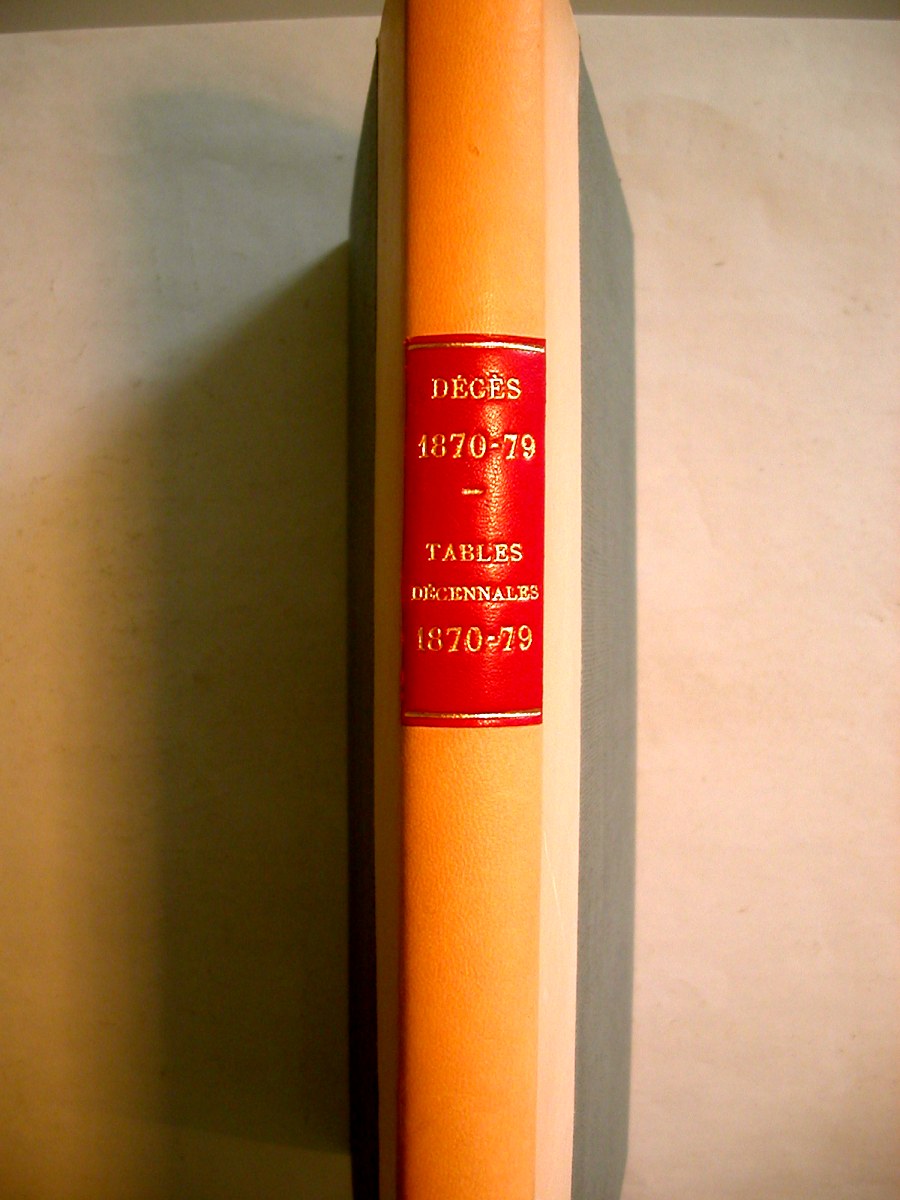 DÉCÈS
1870-79
—
TABLES
DÉCENNALES
1870-79